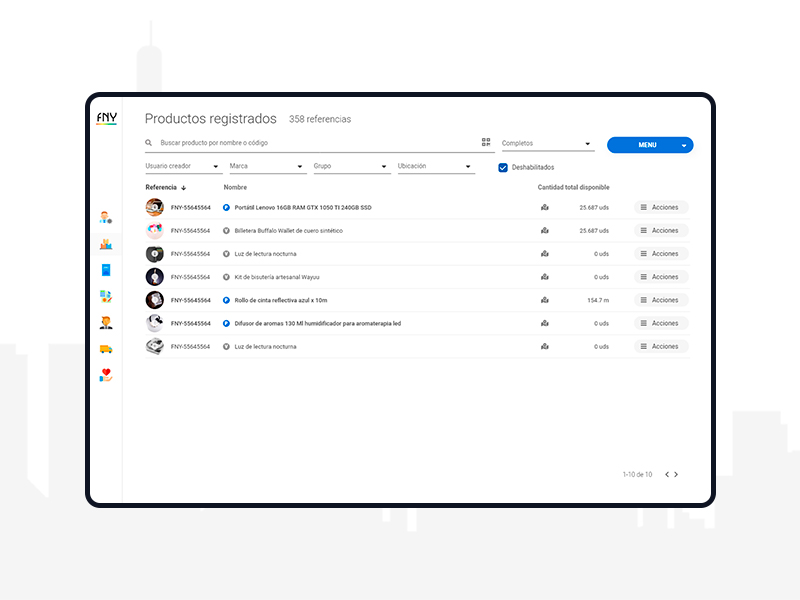 FNY
Productos registrados 358 referencias
Buscar producto por nombre o código Completos MENU
Usuario creador Marca Grupo Ubicación Deshabilitados
Referencia Nombre Cantidad total disponible
FNY-55645564 P Portátil Lenovo 16GB RAM GTX 1050 TI 240GB SSD 25.687 uds Acciones
FNY-55645564 V Billetera Buffalo Wallet de cuero sintético 25.687 uds Acciones
FNY-55645564 V Luz de lectura nocturna 0 uds Acciones
FNY-55645564 V Kit de bisutería artesanal Wayuu 0 uds Acciones
FNY-55645564 P Rollo de cinta reflectiva azul x 10m 154.7 m Acciones
FNY-55645564 P Difusor de aromas 130 Ml humidificador para aromaterapia led 0 uds Acciones
FNY-55645564 V Luz de lectura nocturna 0 uds Acciones
1-10 de 10